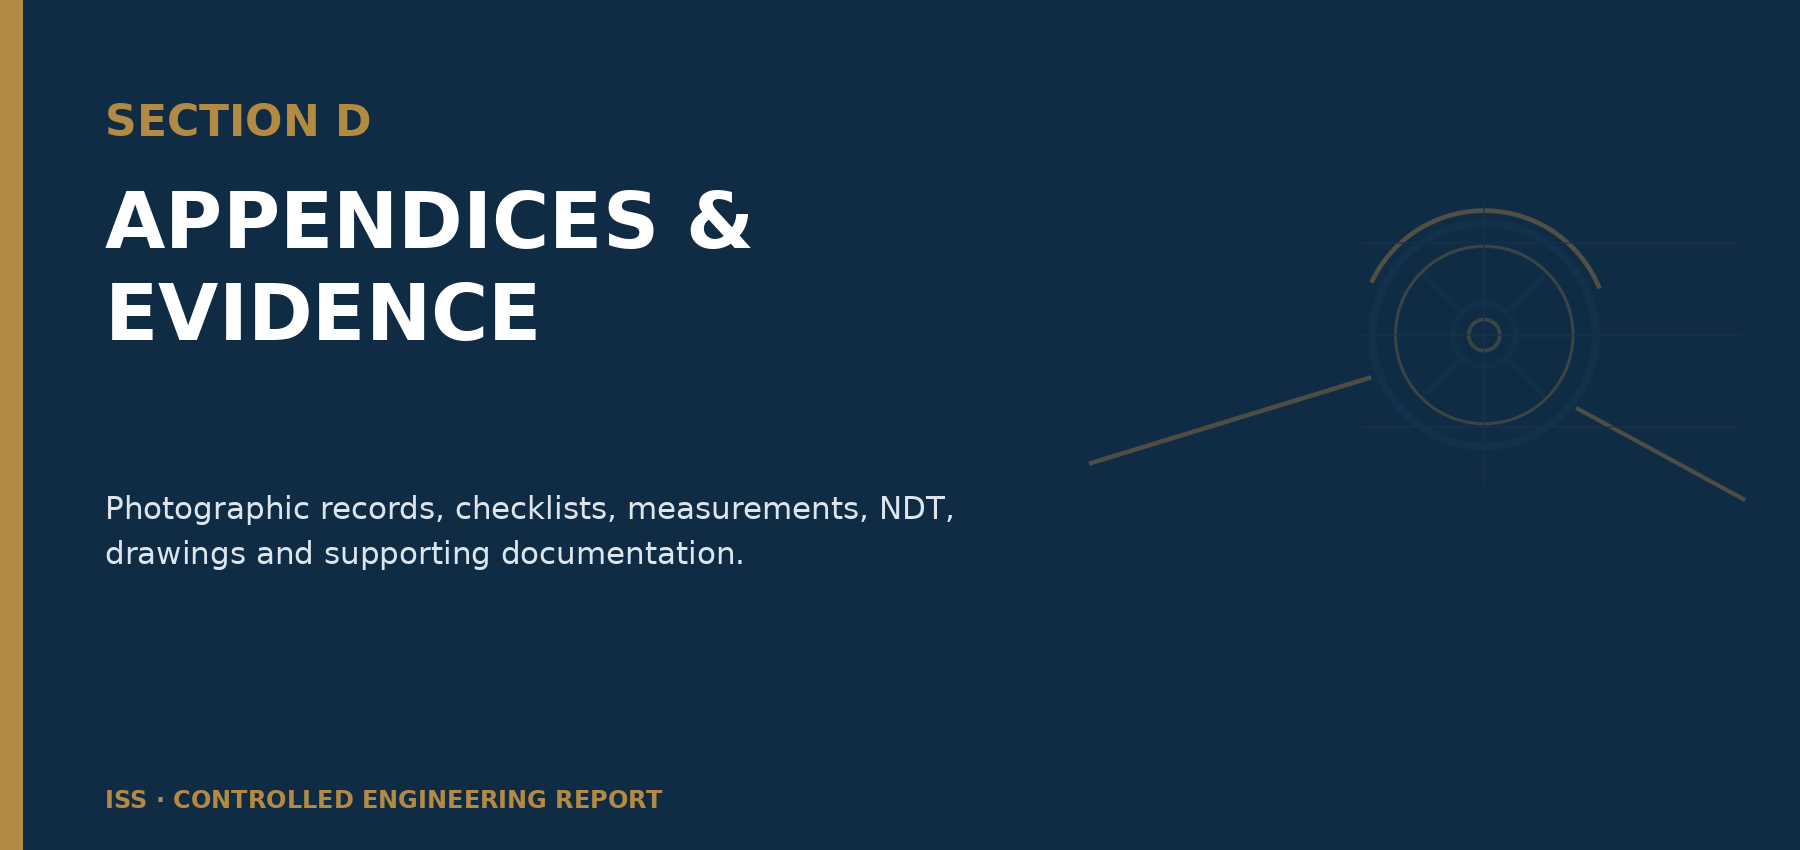 SECTION D
APPENDICES &
EVIDENCE
Photographic records, checklists, measurements, NDT,
drawings and supporting documentation.
ISS · CONTROLLED ENGINEERING REPORT